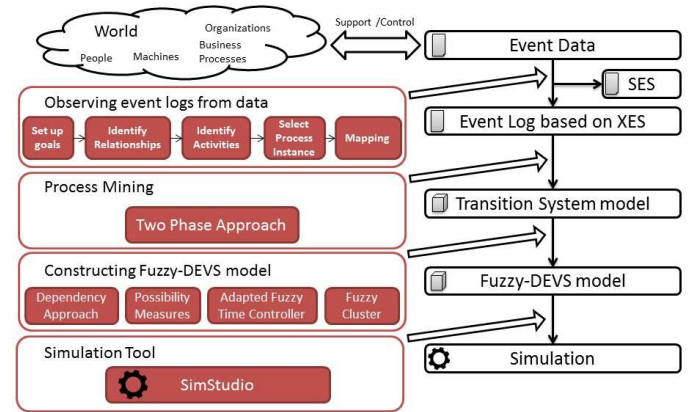 World
Organizations
Business
Processes
People
Machines
Support /Control
Event Data
SES
Observing event logs from data
Set up
goals
Identify
Relationships
Identify
Activities
Select
Process
Instance
Mapping
Event Log based on XES
Process Mining
Two Phase Approach
Transition System model
Constructing Fuzzy-DEVS model
Dependency
Approach
Possibility
Measures
Adapted Fuzzy
Time Controller
Fuzzy
Cluster
Fuzzy-DEVS model
Simulation Tool
SimStudio
Simulation